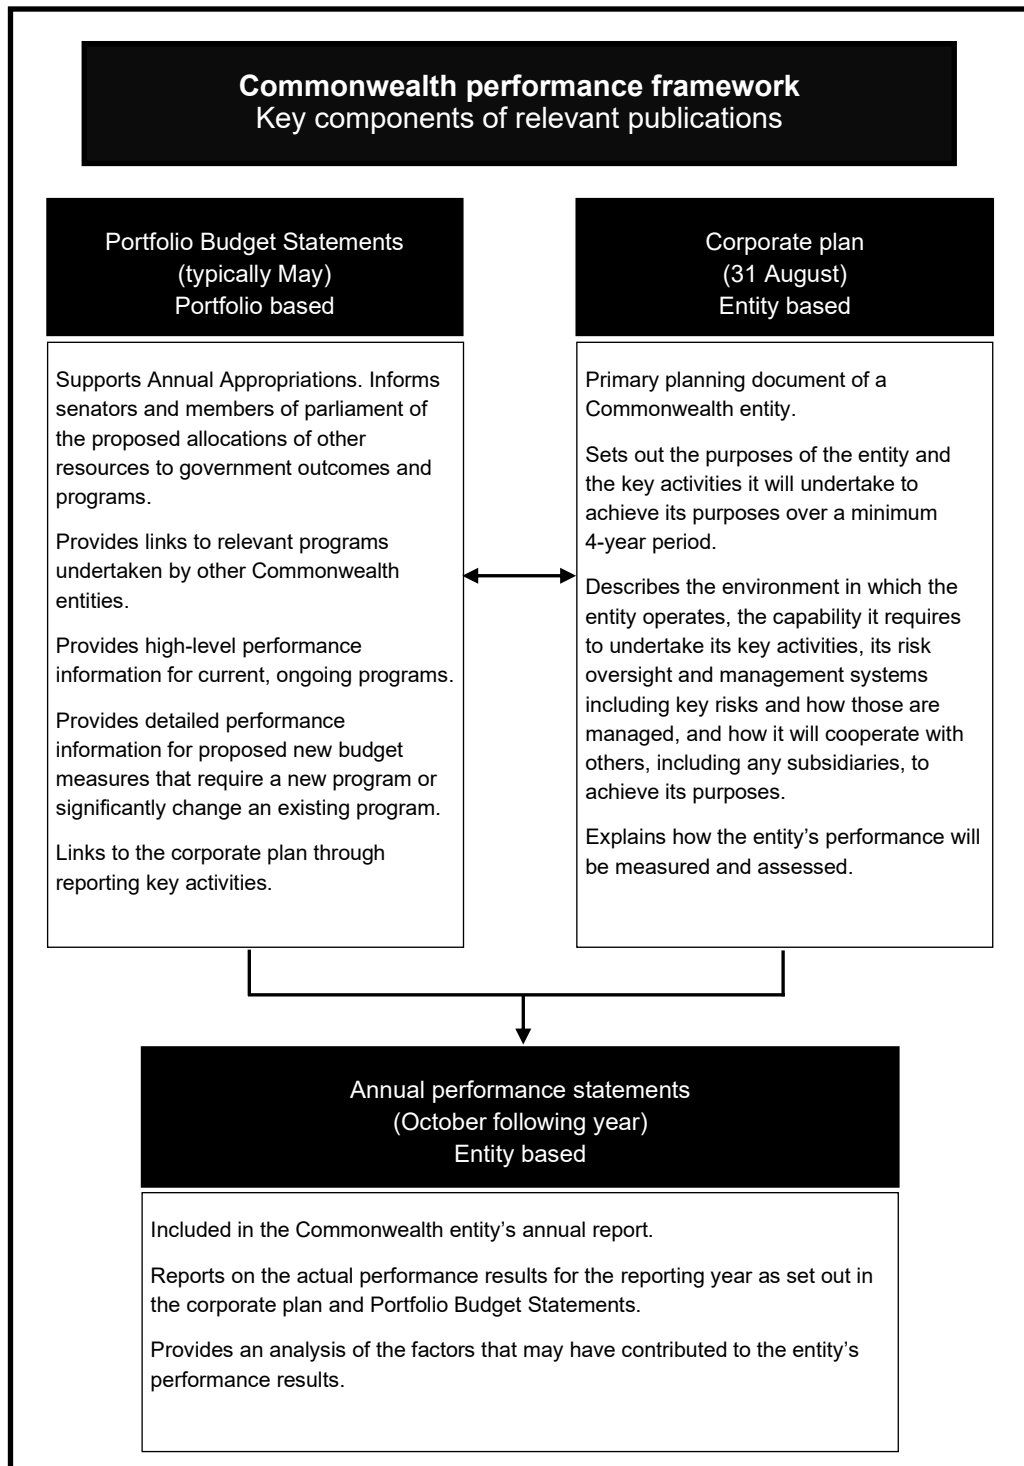 Commonwealth performance framework
Key components of relevant publications
Portfolio Budget Statements
(typically May)
Portfolio based
Supports Annual Appropriations. Informs
senators and members of parliament of
the proposed allocations of other
resources to government outcomes and
programs.
Provides links to relevant programs
undertaken by other Commonwealth
entities.
Provides high-level performance
information for current, ongoing programs.
Provides detailed performance
information for proposed new budget
measures that require a new program or
significantly change an existing program.
Links to the corporate plan through
reporting key activities.
Corporate plan
(31 August)
Entity based
Primary planning document of a
Commonwealth entity.
Sets out the purposes of the entity and
the key activities it will undertake to
achieve its purposes over a minimum
4-year period.
Describes the environment in which the
entity operates, the capability it requires
to undertake its key activities, its risk
oversight and management systems
including key risks and how those are
managed, and how it will cooperate with
others, including any subsidiaries, to
achieve its purposes.
Explains how the entity’s performance will
be measured and assessed.
Annual performance statements
(October following year)
Entity based
Included in the Commonwealth entity’s annual report.
Reports on the actual performance results for the reporting year as set out in
the corporate plan and Portfolio Budget Statements.
Provides an analysis of the factors that may have contributed to the entity’s
performance results.